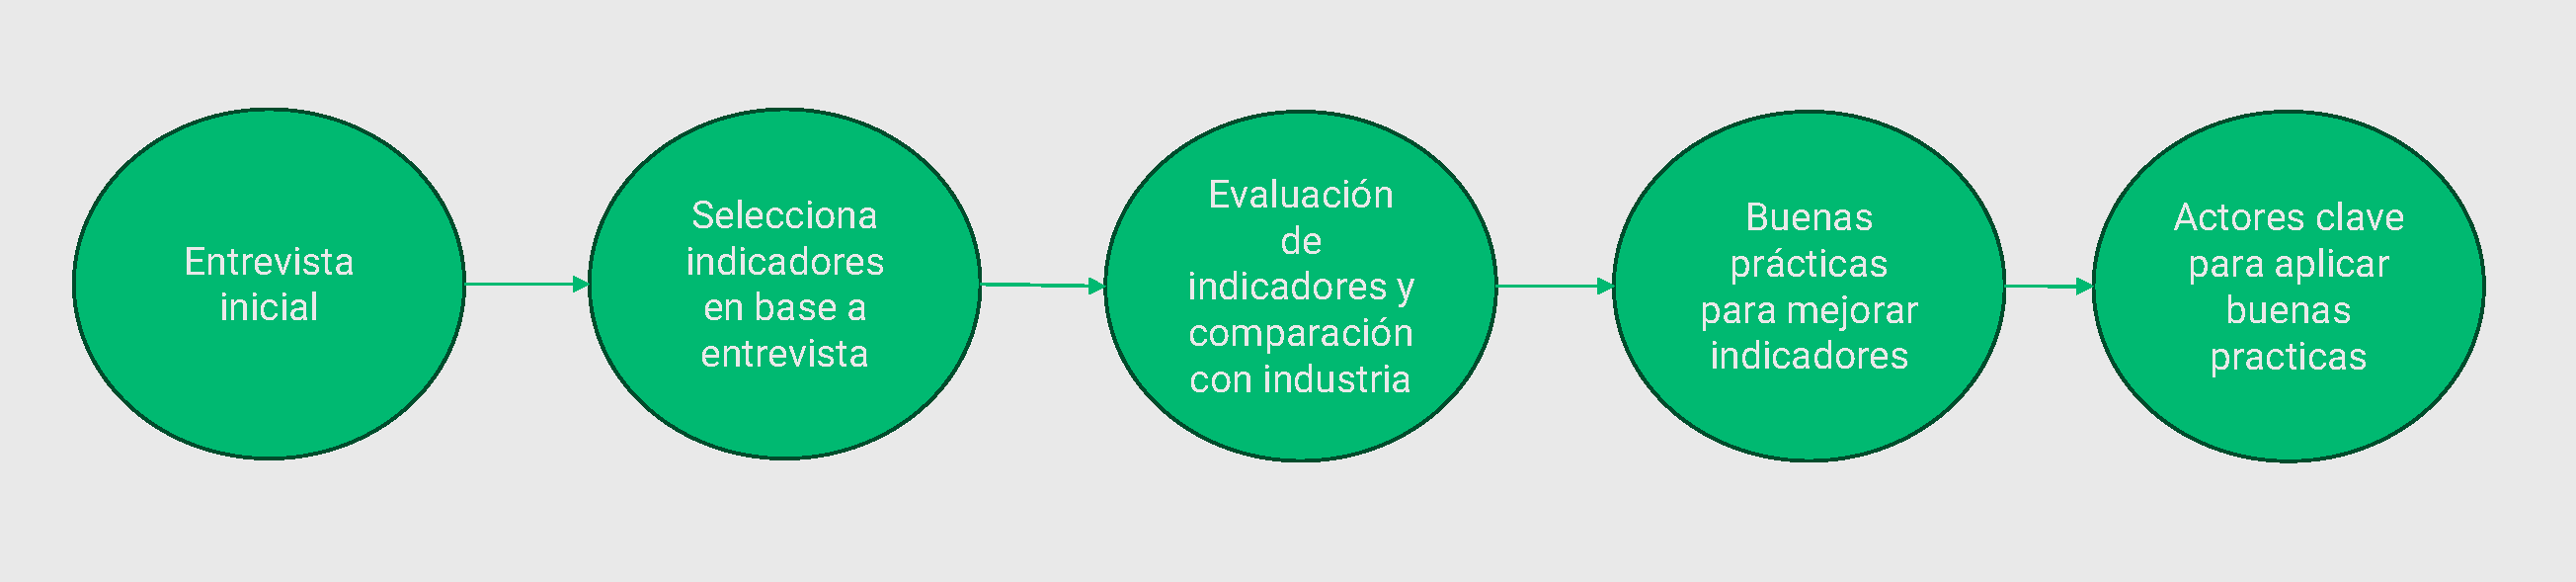 Entrevista
inicial
Selecciona
indicadores
en base a
entrevista
Evaluación
de
indicadores y
comparación
con industria
Buenas
prácticas
para mejorar
indicadores
Actores clave
para aplicar
buenas
practicas